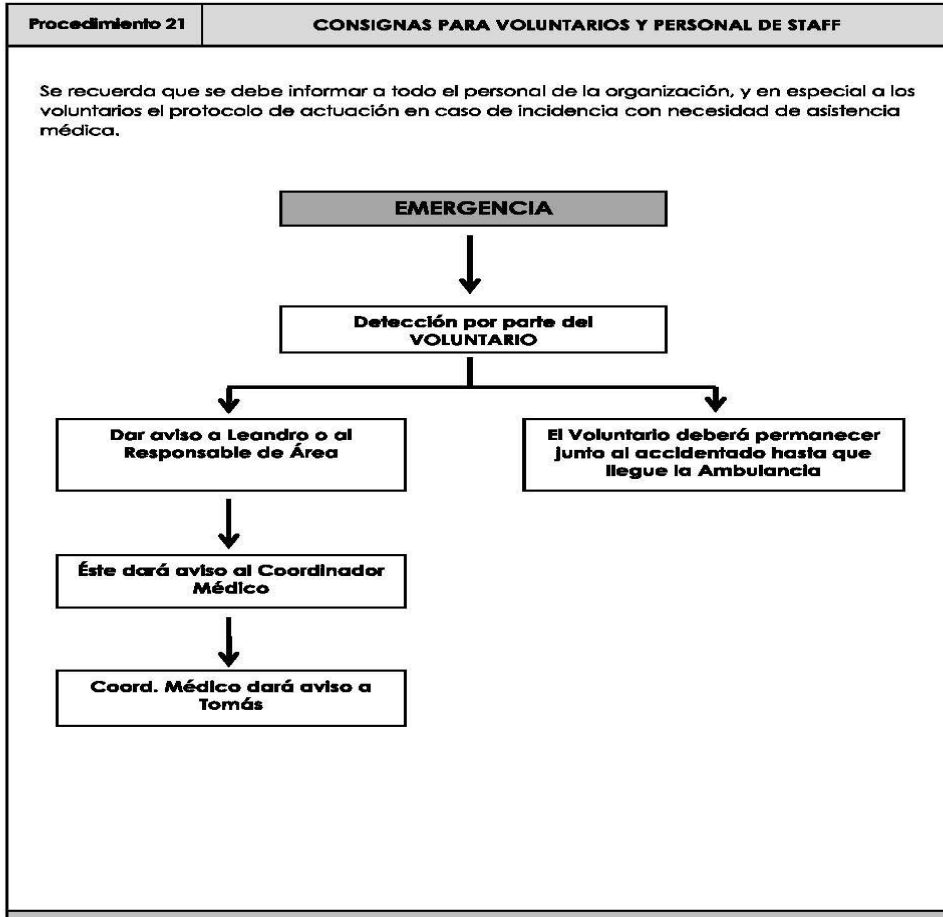 Procedimiento 21
CONSIGNAS PARA VOLUNTARIOS Y PERSONAL DE STAFF
Se recuerda que se debe informar a todo el personal de la organización, y en especial a los
voluntarios el protocolo de actuación en caso de incidencia con necesidad de asistencia
médica.
EMERGENCIA
Detección por parte del
VOLUNTARIO
Dar aviso a Leandro o al
Responsable de Área
El Voluntario deberá permanecer
junto al accidentado hasta que
llegue la Ambulancia
Éste dará aviso al Coordinador
Médico
Coord. Médico dará aviso a
Tomás